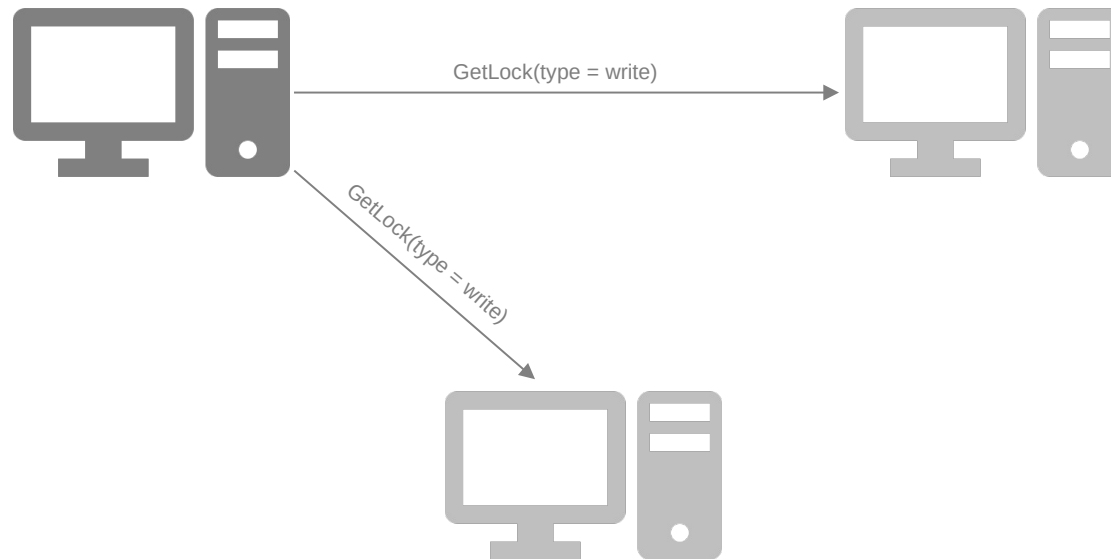 GetLock(type = write)
GetLock(type = write)